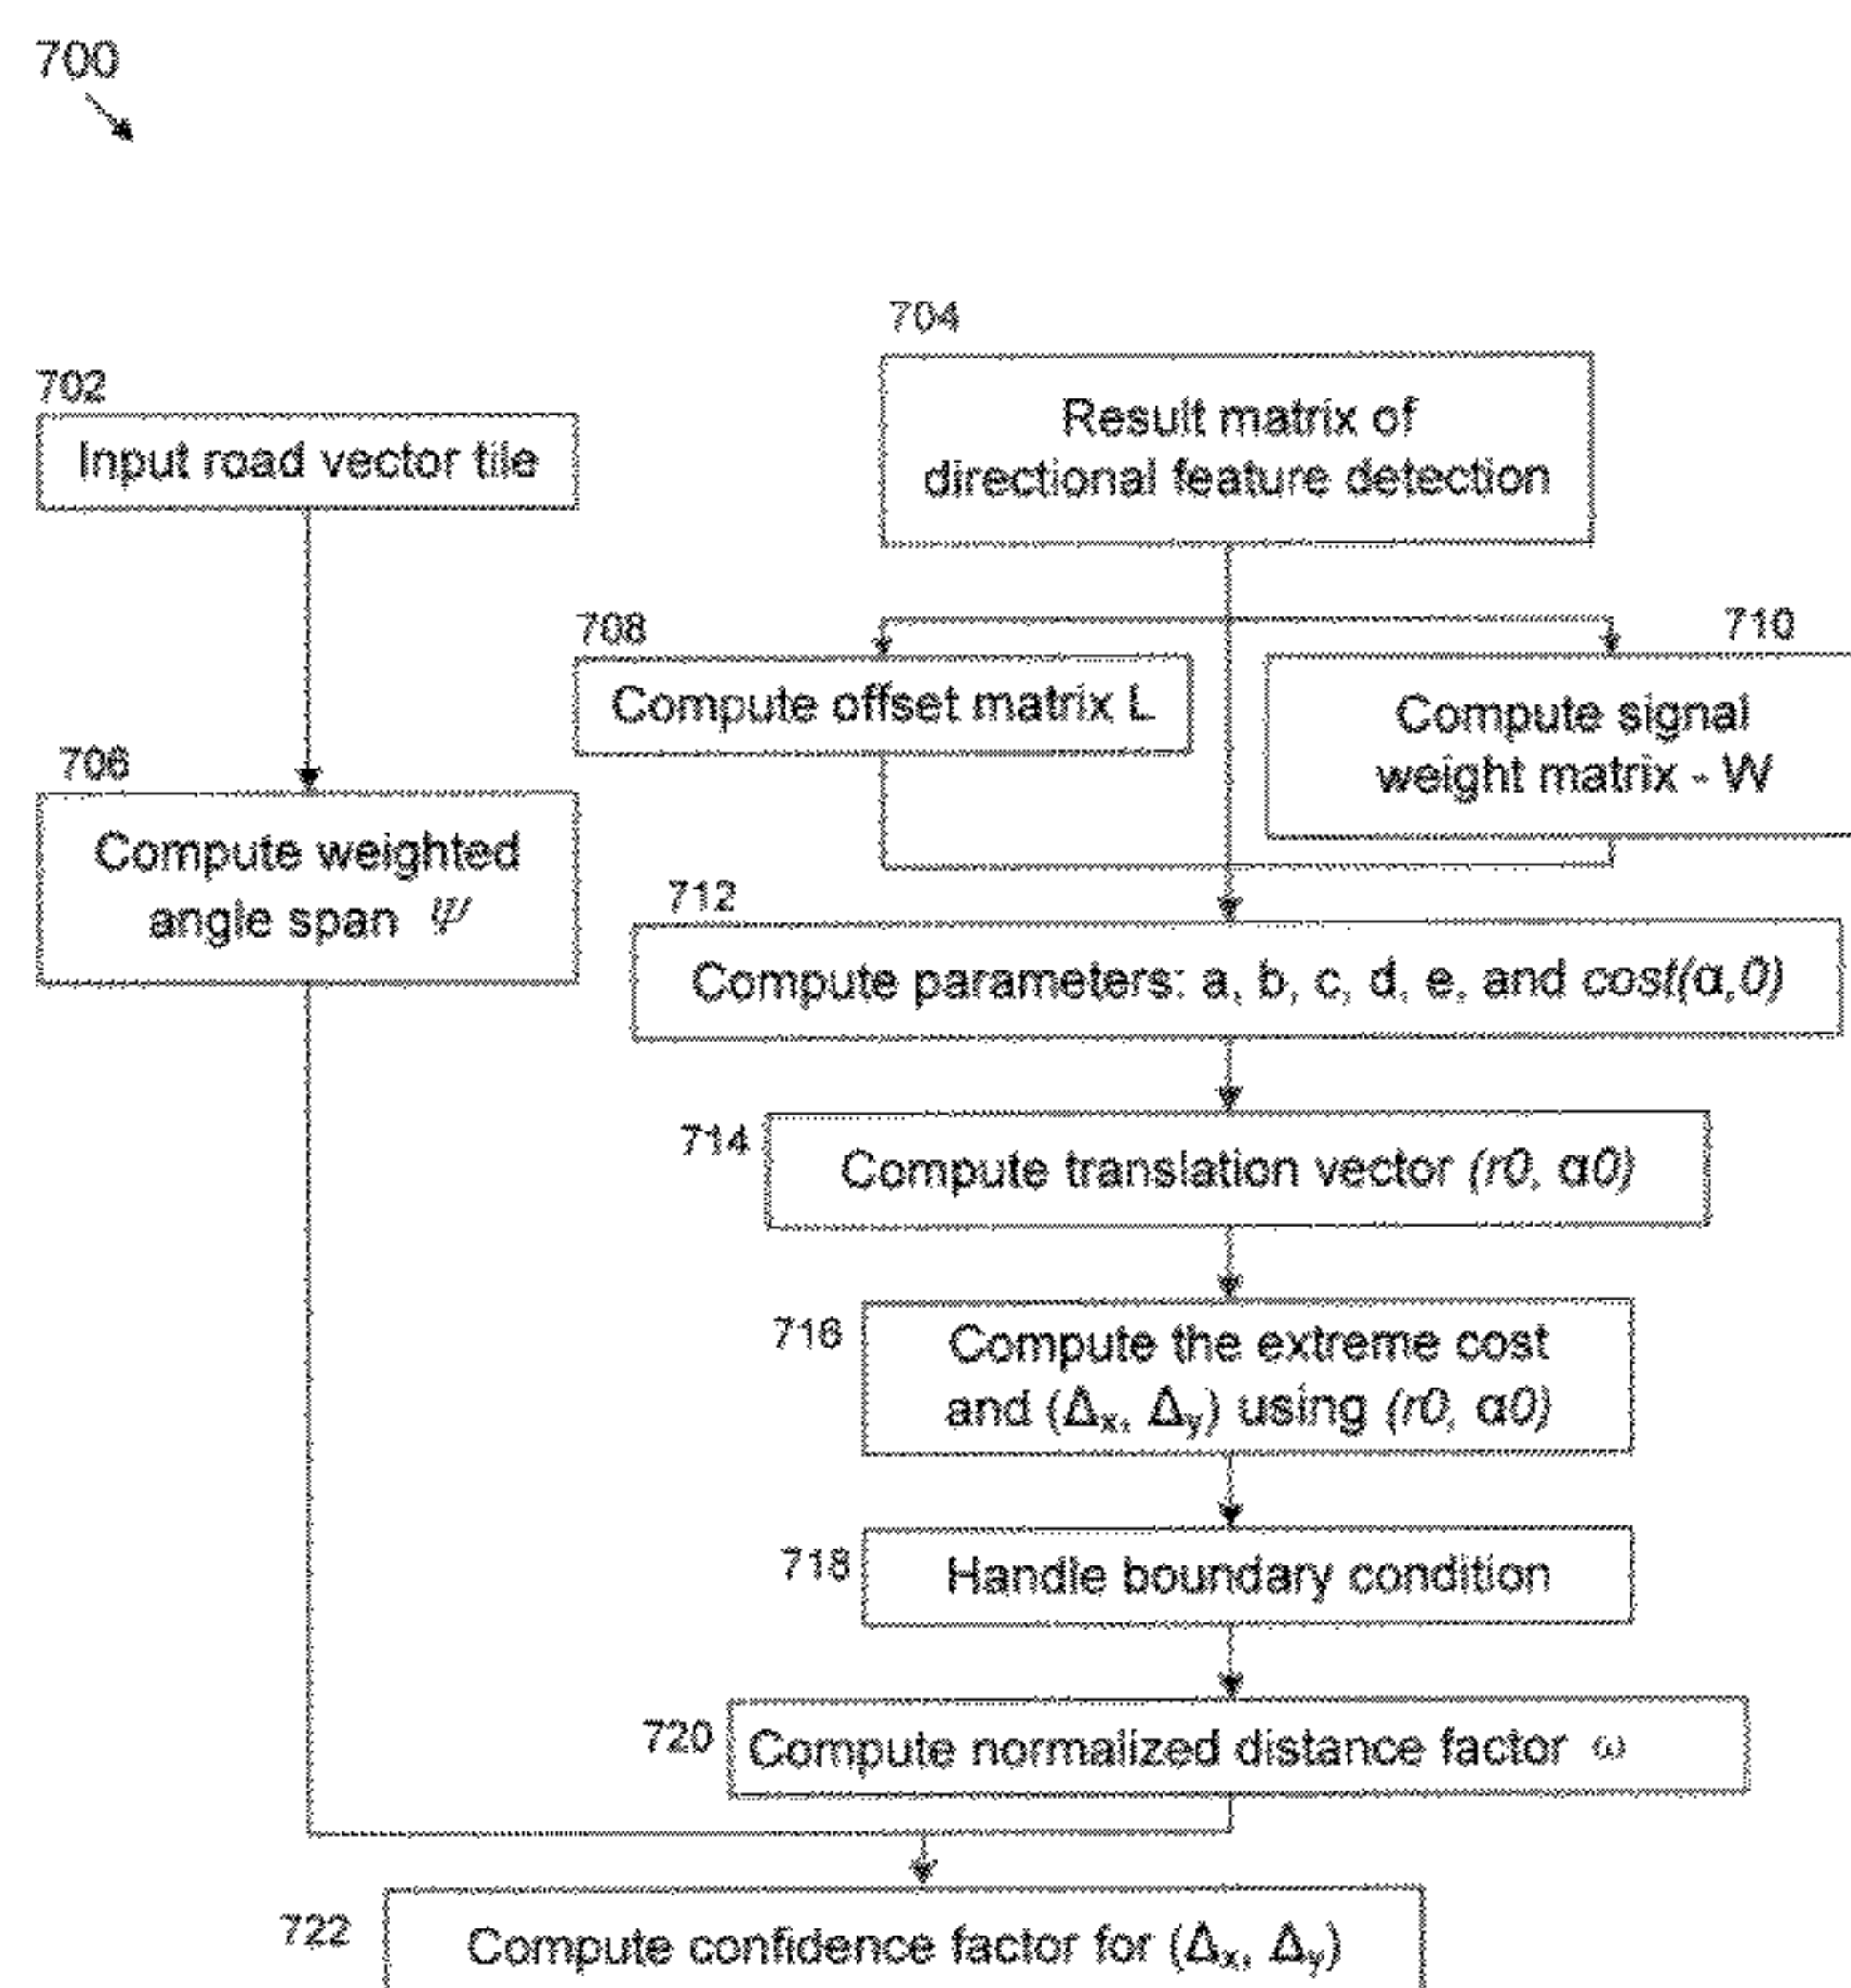 700
704
Result matrix of
directional feature detection
702
Input road vector tile
708
Compute offset matrix L
710
Compute signal
weight matrix - W
706
Compute weighted
angle span Ψ
712
Compute parameters: a, b, c, d, e, and cost(α,0)
714
Compute translation vector (r0, α0)
716
Compute the extreme cost
and (Δx, Δy) using (r0, α0)
718
Handle boundary condition
720
Compute normalized distance factor ω
722
Compute confidence factor for (Δx, Δy)